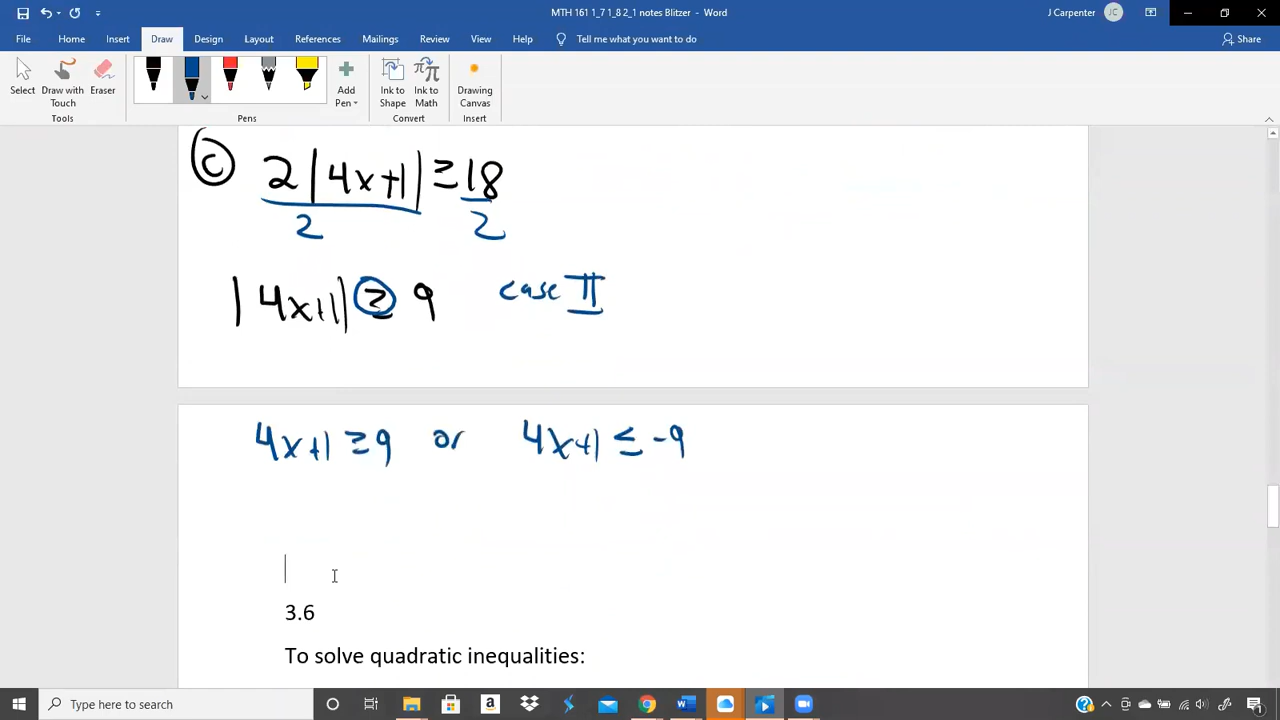 MTH 161 1_7 1_8 2_1 notes Blitzer - Word
J Carpenter
JC
File Home Insert Draw Design Layout References Mailings Review View Help Tell me what you want to do Share
Select Draw with Touch Eraser Add Pen Ink to Shape Ink to Math Drawing Canvas
Tools Pens Convert Insert
C 2|4x+1| ≥ 18
2 2
|4x+1| ≥ 9 case II
4x+1 ≥ 9 or 4x+1 ≤ -9
3.6
To solve quadratic inequalities:
Type here to search